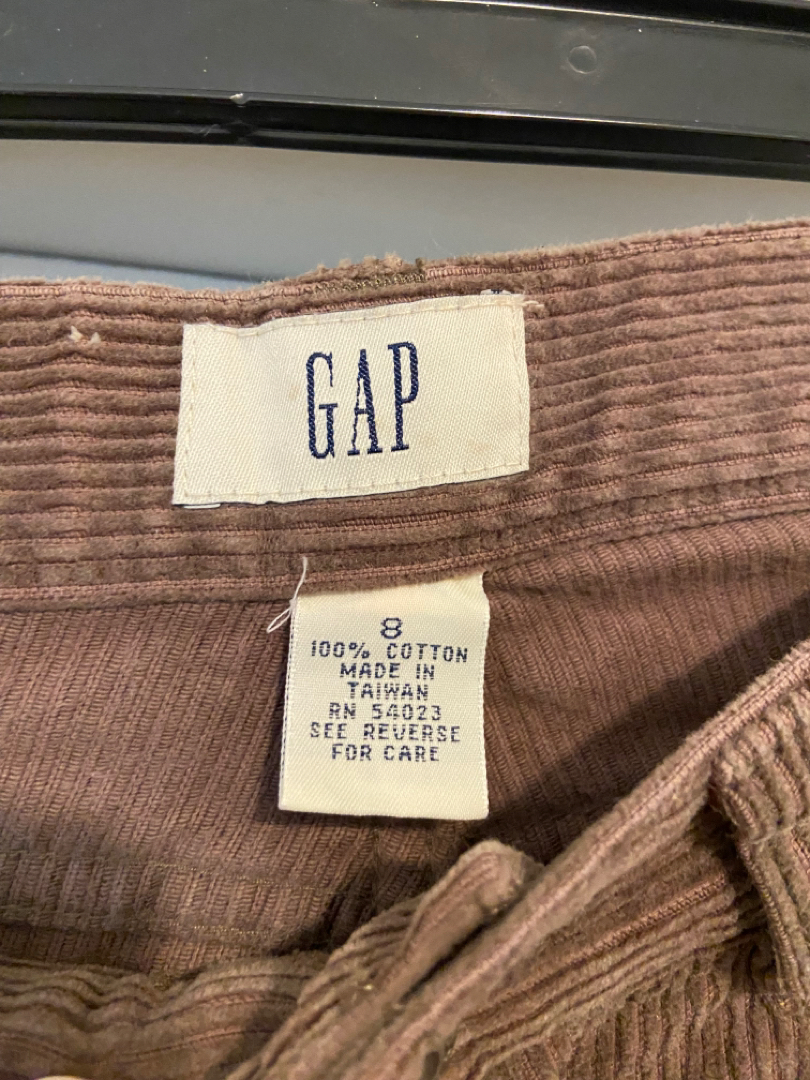 GAP
8
100% COTTON
MADE IN
TAIWAN
RN 54023
SEE REVERSE
FOR CARE